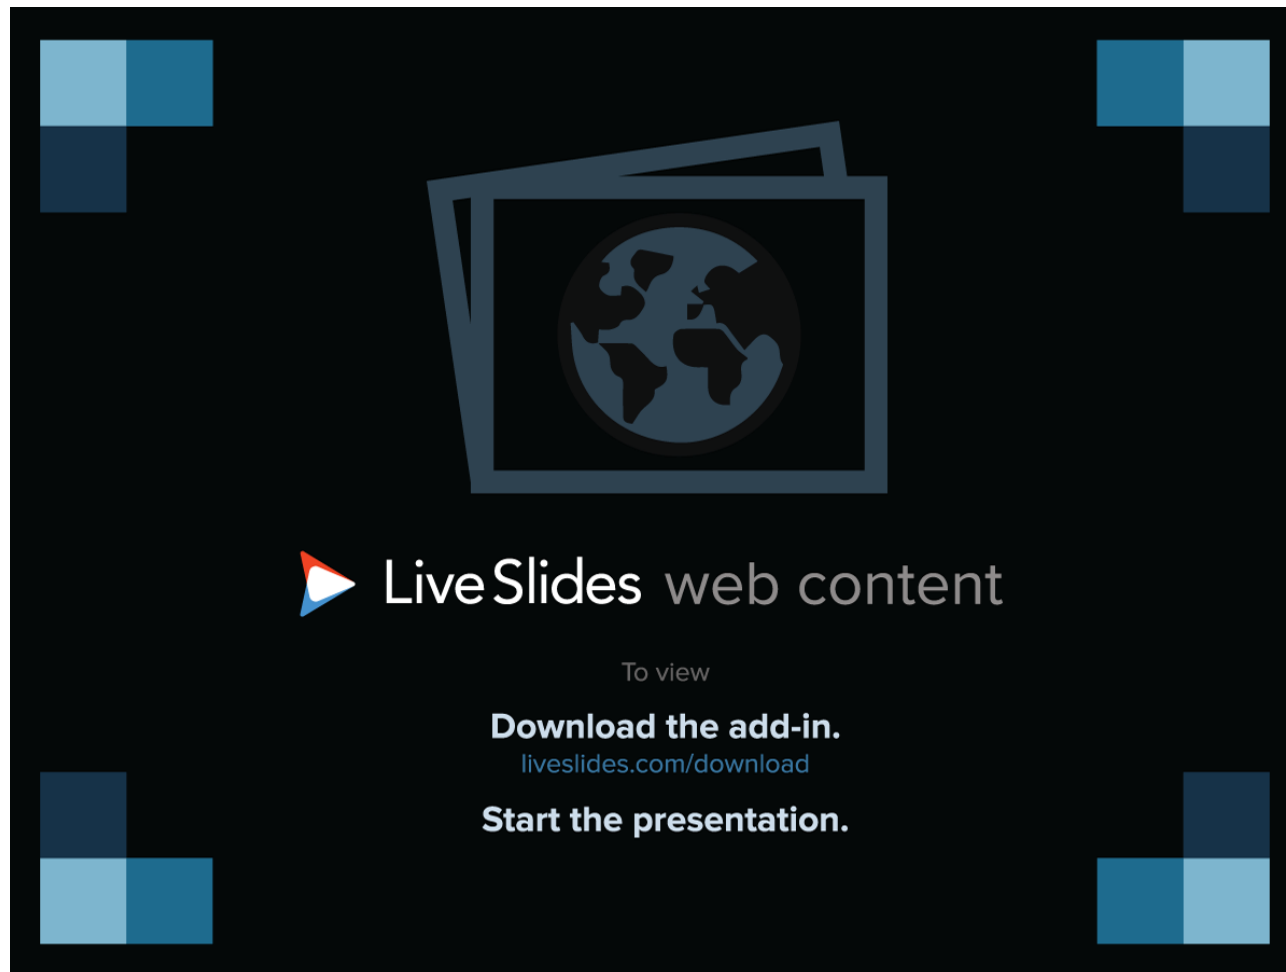 LiveSlides web content
To view
Download the add-in.
liveslides.com/download
Start the presentation.